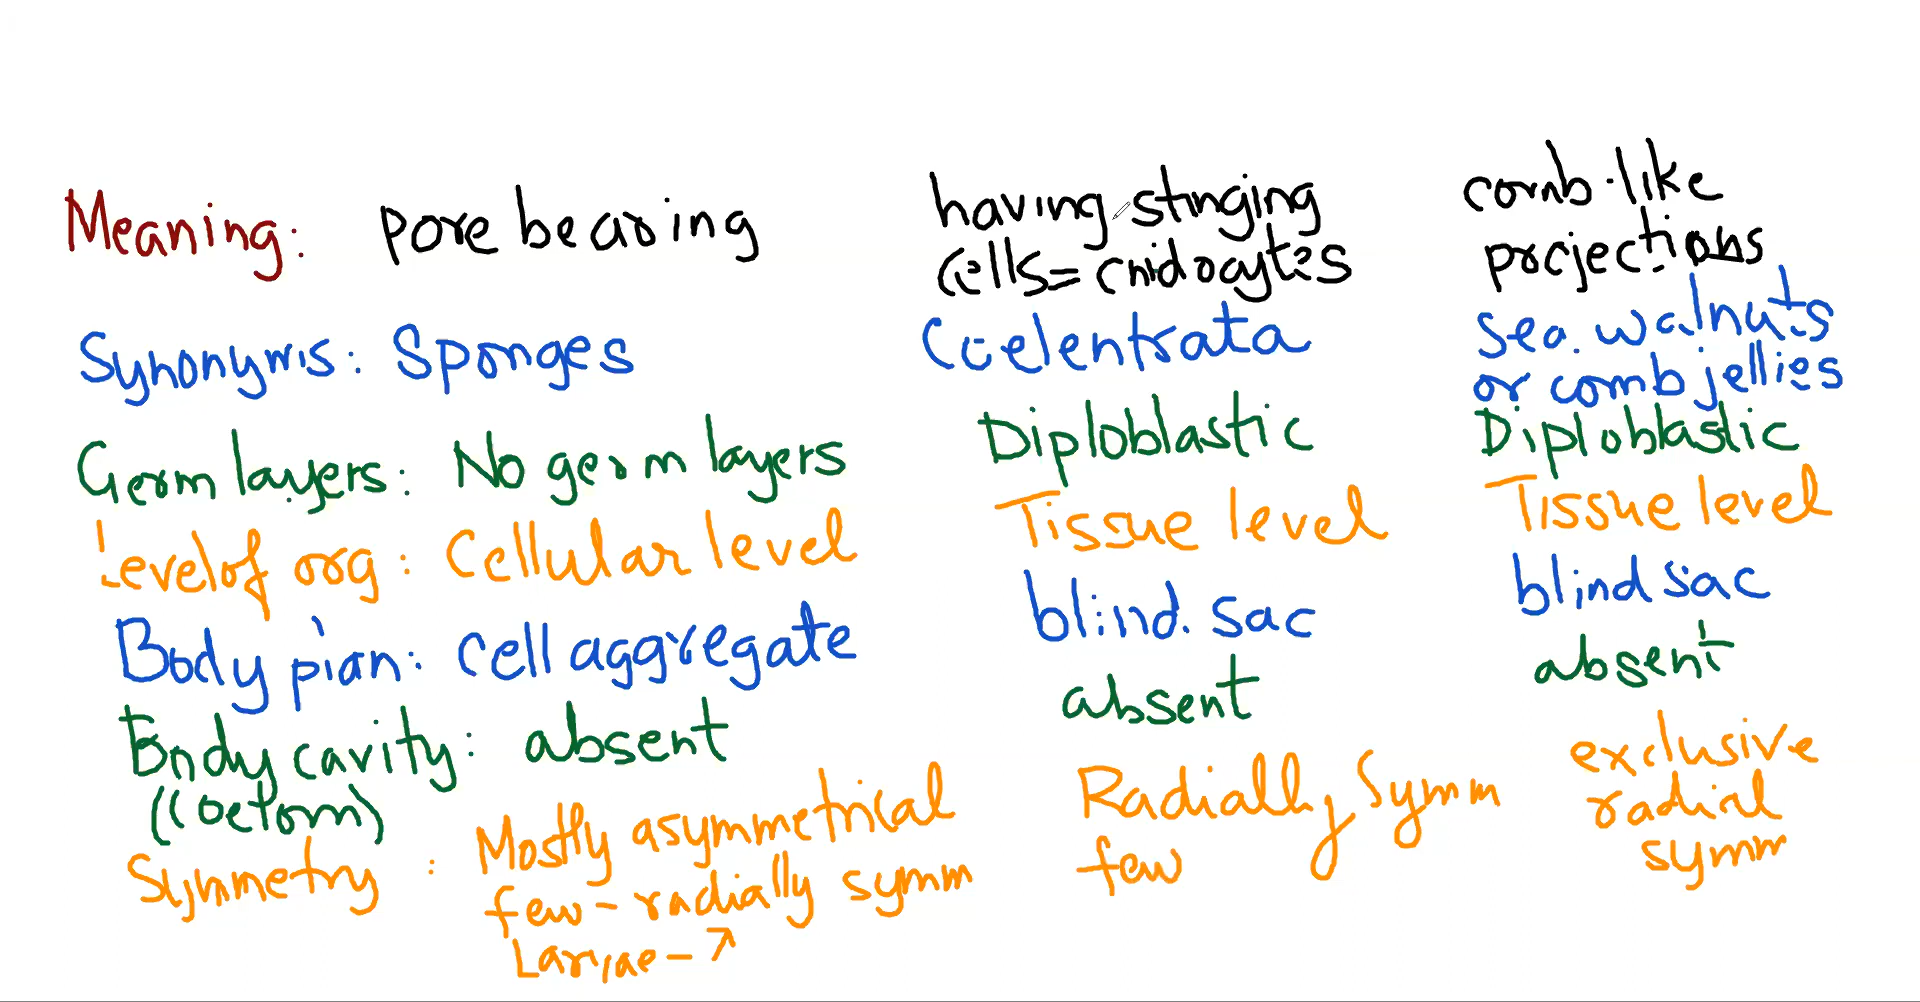 Meaning: pore bearing having stinging comb-like
cells = cnidocytes projections
Synonyms: Sponges Coelentrata sea walnuts
or comb jellies
Germ layers: No germ layers Diploblastic Diploblastic
Level of org: Cellular level Tissue level Tissue level
Body plan: cell aggregate blind sac blind sac
Body cavity: absent absent absent
(Coelom)
Symmetry: Mostly asymmetrical Radially Symm exclusive
few - radially symm few radial
Larvae - symm